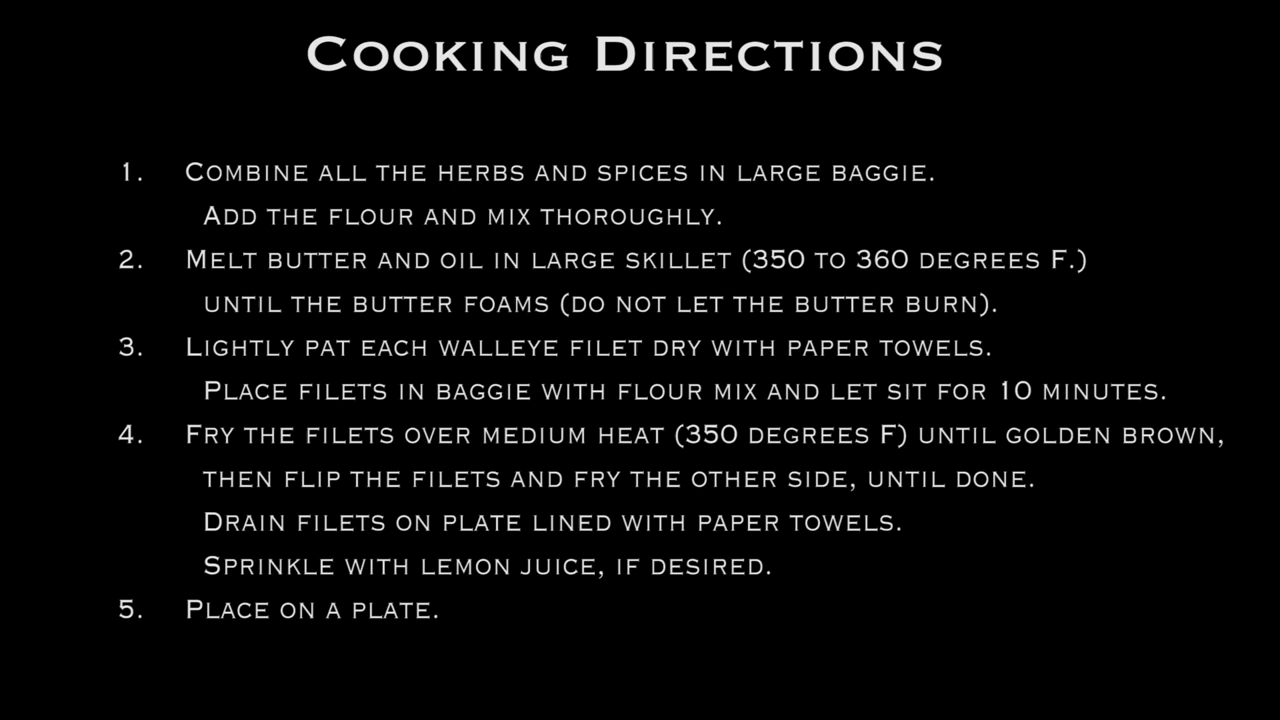 Cooking Directions
1. Combine all the herbs and spices in large baggie.
Add the flour and mix thoroughly.
2. Melt butter and oil in large skillet (350 to 360 degrees F.)
until the butter foams (do not let the butter burn).
3. Lightly pat each walleye filet dry with paper towels.
Place filets in baggie with flour mix and let sit for 10 minutes.
4. Fry the filets over medium heat (350 degrees F) until golden brown,
then flip the filets and fry the other side, until done.
Drain filets on plate lined with paper towels.
Sprinkle with lemon juice, if desired.
5. Place on a plate.